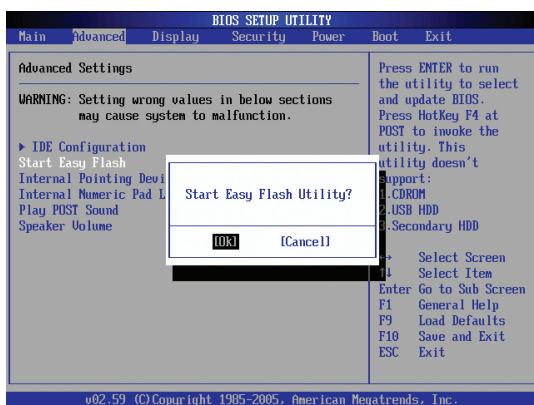 BIOS SETUP UTILITY
Main Advanced Display Security Power Boot Exit
Advanced Settings
WARNING: Setting wrong values in below sections
may cause system to malfunction.
▶ IDE Configuration
Start Easy Flash
Internal Pointing Devi
Internal Numeric Pad L
Play POST Sound
Speaker Volume
Start Easy Flash Utility?
[Ok] [Cancel]
Press ENTER to run
the utility to select
and update BIOS.
Press HotKey F4 at
POST to invoke the
utility. This
utility doesn't
support:
1.CDROM
2.USB HDD
3.Secondary HDD
↔ Select Screen
↑↓ Select Item
Enter Go to Sub Screen
F1 General Help
F9 Load Defaults
F10 Save and Exit
ESC Exit
v02.59 (C)Copyright 1985-2005, American Megatrends, Inc.